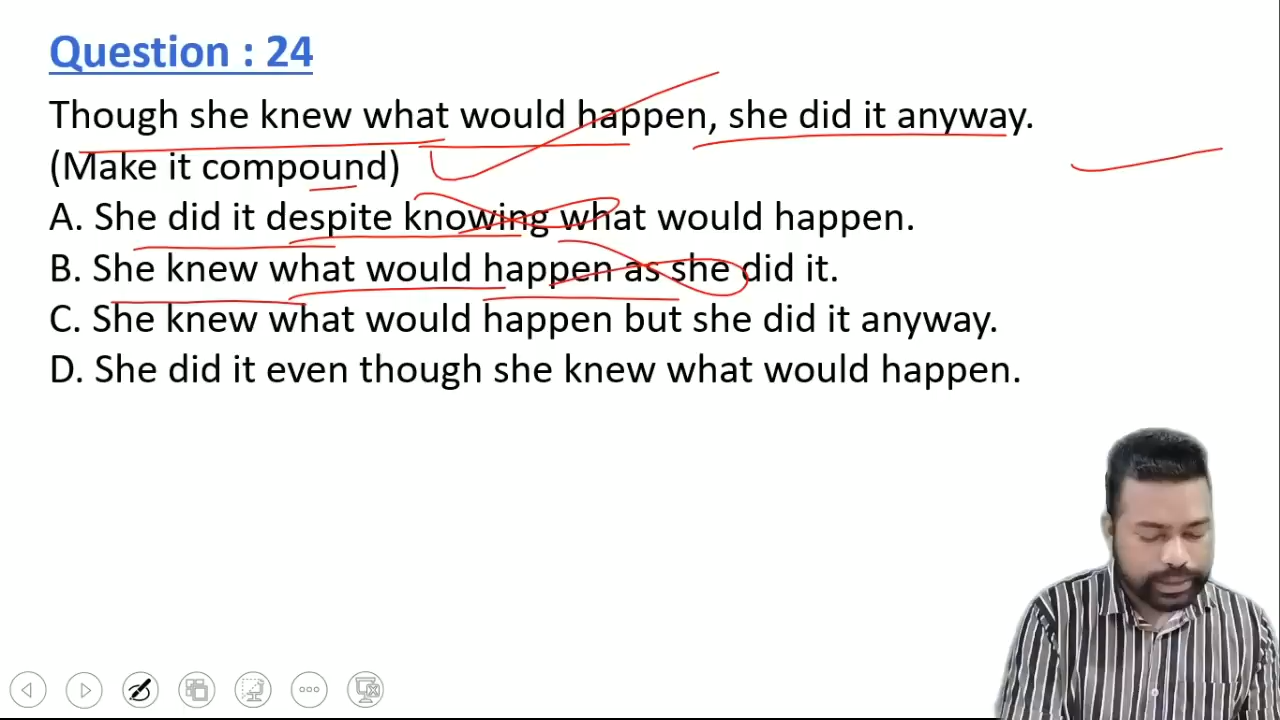 Question : 24
Though she knew what would happen, she did it anyway.
(Make it compound)
A. She did it despite knowing what would happen.
B. She knew what would happen as she did it.
C. She knew what would happen but she did it anyway.
D. She did it even though she knew what would happen.